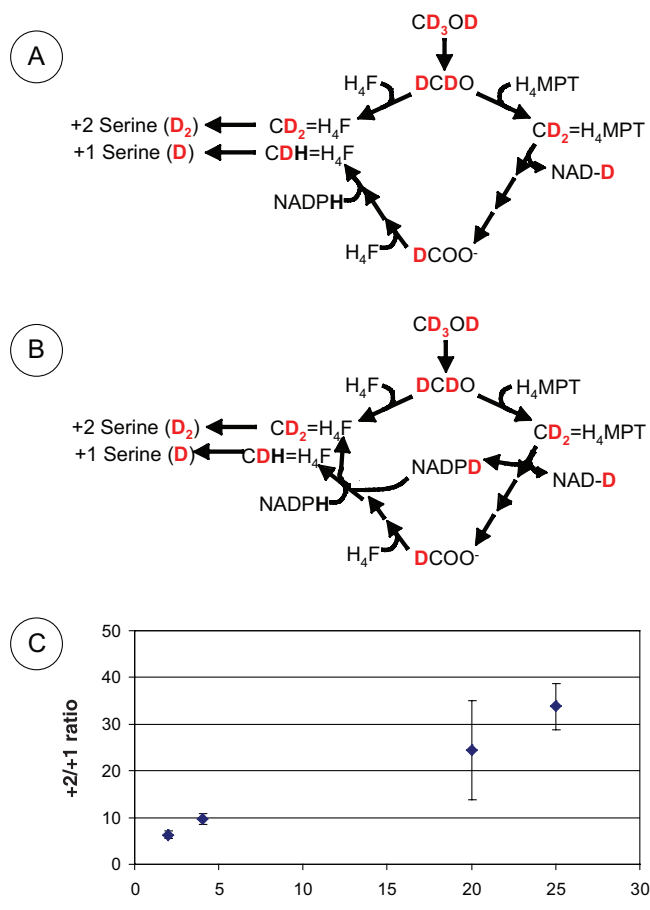 A
CD₃OD
H₄F DCDO H₄MPT
+2 Serine (D₂) CD₂=H₄F CD₂=H₄MPT
+1 Serine (D) CDH=H₄F
NAD-D
NADPH
H₄F DCOO⁻
B
CD₃OD
H₄F DCDO H₄MPT
+2 Serine (D₂) CD₂=H₄F CD₂=H₄MPT
+1 Serine (D) CDH=H₄F
NADPD NAD-D
NADPH
H₄F DCOO⁻
C
+2/+1 ratio
50
40
30
20
10
0
0 5 10 15 20 25 30